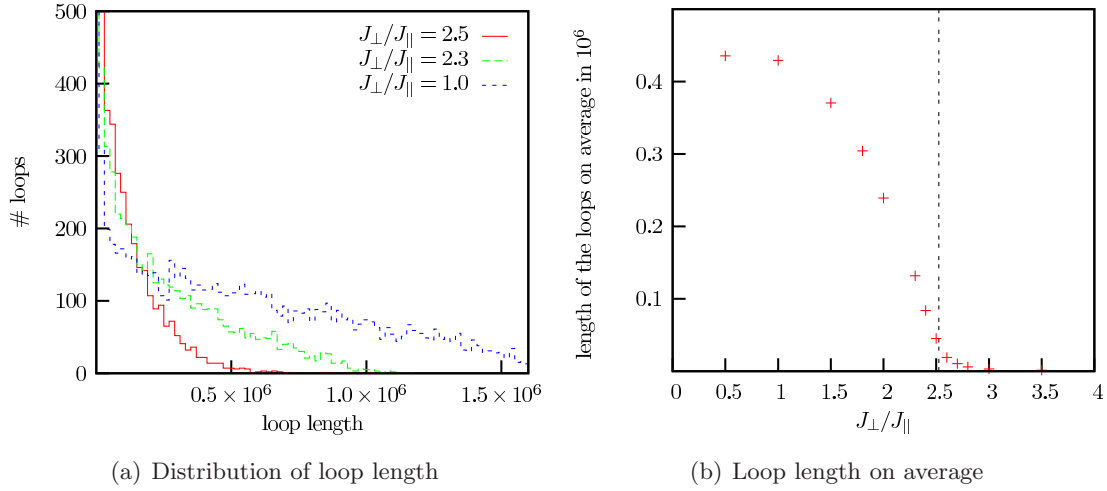 500
400
300
200
100
0
# loops
J⊥/J|| = 2.5
J⊥/J|| = 2.3
J⊥/J|| = 1.0
0.5 × 10⁶
1.0 × 10⁶
1.5 × 10⁶
loop length
(a) Distribution of loop length
length of the loops on average in 10⁶
0.4
0.3
0.2
0.1
0 0.5 1 1.5 2 2.5 3 3.5 4
J⊥/J||
(b) Loop length on average